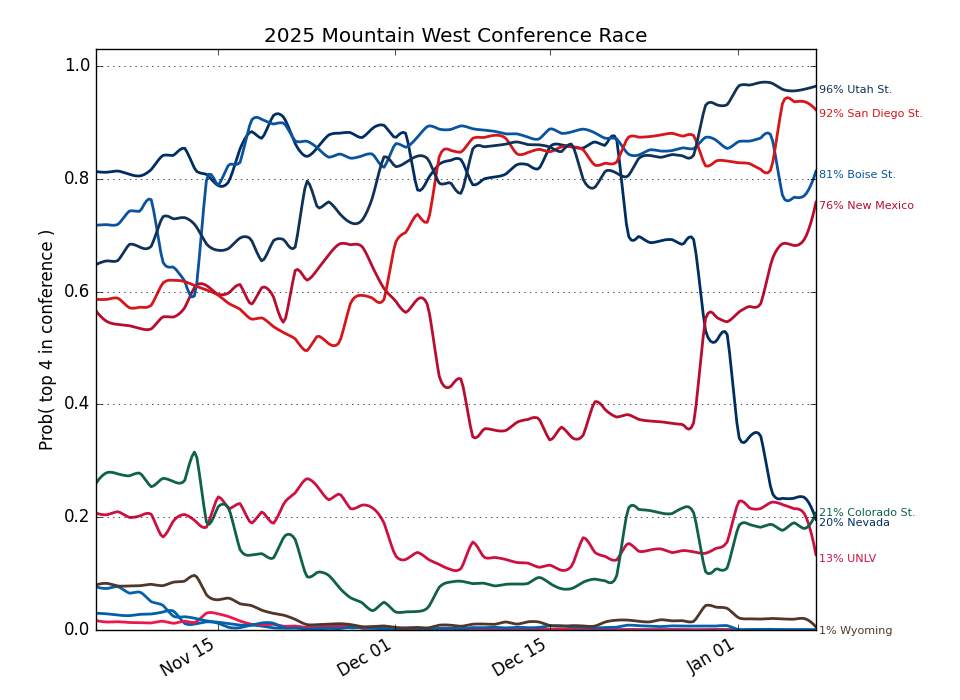 2025 Mountain West Conference Race
1.0
0.8
0.6
0.4
0.2
0.0
Prob( top 4 in conference )
96% Utah St.
92% San Diego St.
81% Boise St.
76% New Mexico
21% Colorado St.
20% Nevada
13% UNLV
1% Wyoming
Nov 15
Dec 01
Dec 15
Jan 01